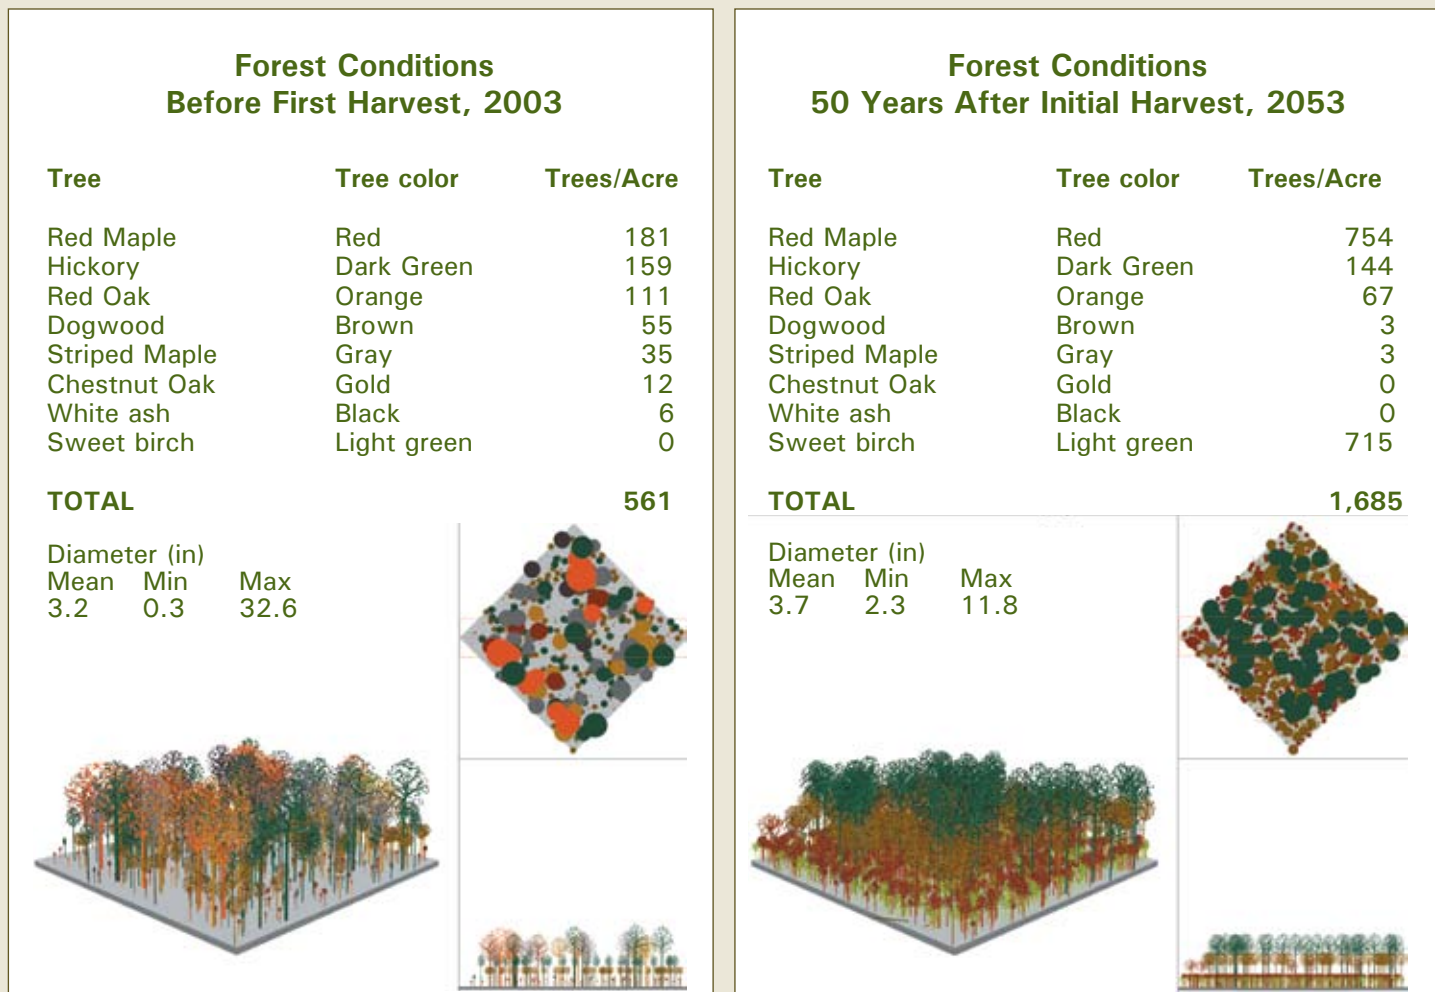 Forest Conditions
Before First Harvest, 2003
Tree Tree color Trees/Acre
Red Maple Red 181
Hickory Dark Green 159
Red Oak Orange 111
Dogwood Brown 55
Striped Maple Gray 35
Chestnut Oak Gold 12
White ash Black 6
Sweet birch Light green 0
TOTAL 561
Diameter (in)
Mean Min Max
3.2 0.3 32.6
Forest Conditions
50 Years After Initial Harvest, 2053
Tree Tree color Trees/Acre
Red Maple Red 754
Hickory Dark Green 144
Red Oak Orange 67
Dogwood Brown 3
Striped Maple Gray 3
Chestnut Oak Gold 0
White ash Black 0
Sweet birch Light green 715
TOTAL 1,685
Diameter (in)
Mean Min Max
3.7 2.3 11.8